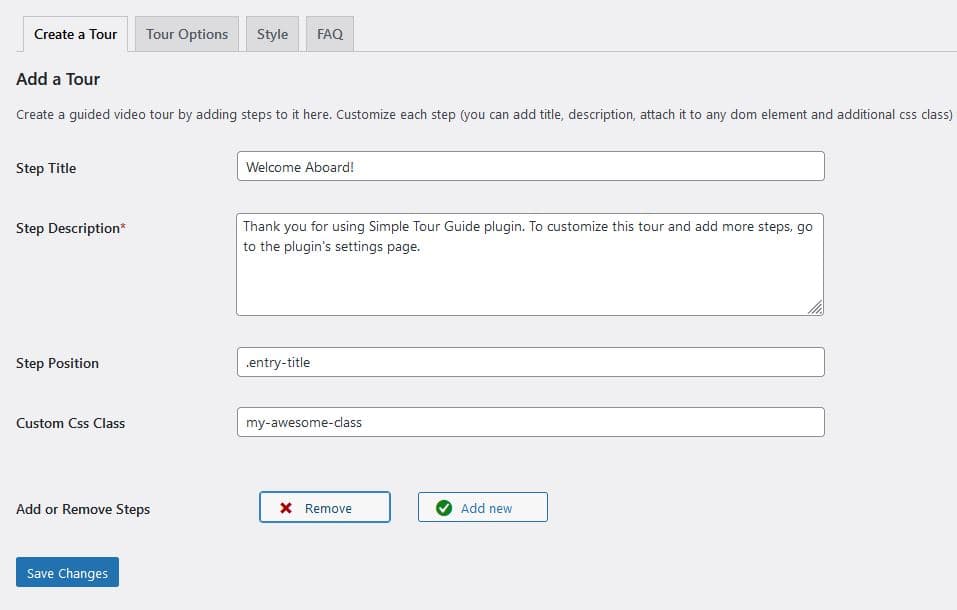 Create a Tour Tour Options Style FAQ
Add a Tour
Create a guided video tour by adding steps to it here. Customize each step (you can add title, description, attach it to any dom element and additional css class)
Step Title Welcome Aboard!
Step Description* Thank you for using Simple Tour Guide plugin. To customize this tour and add more steps, go
to the plugin's settings page.
Step Position .entry-title
Custom Css Class my-awesome-class
Add or Remove Steps Remove Add new
Save Changes